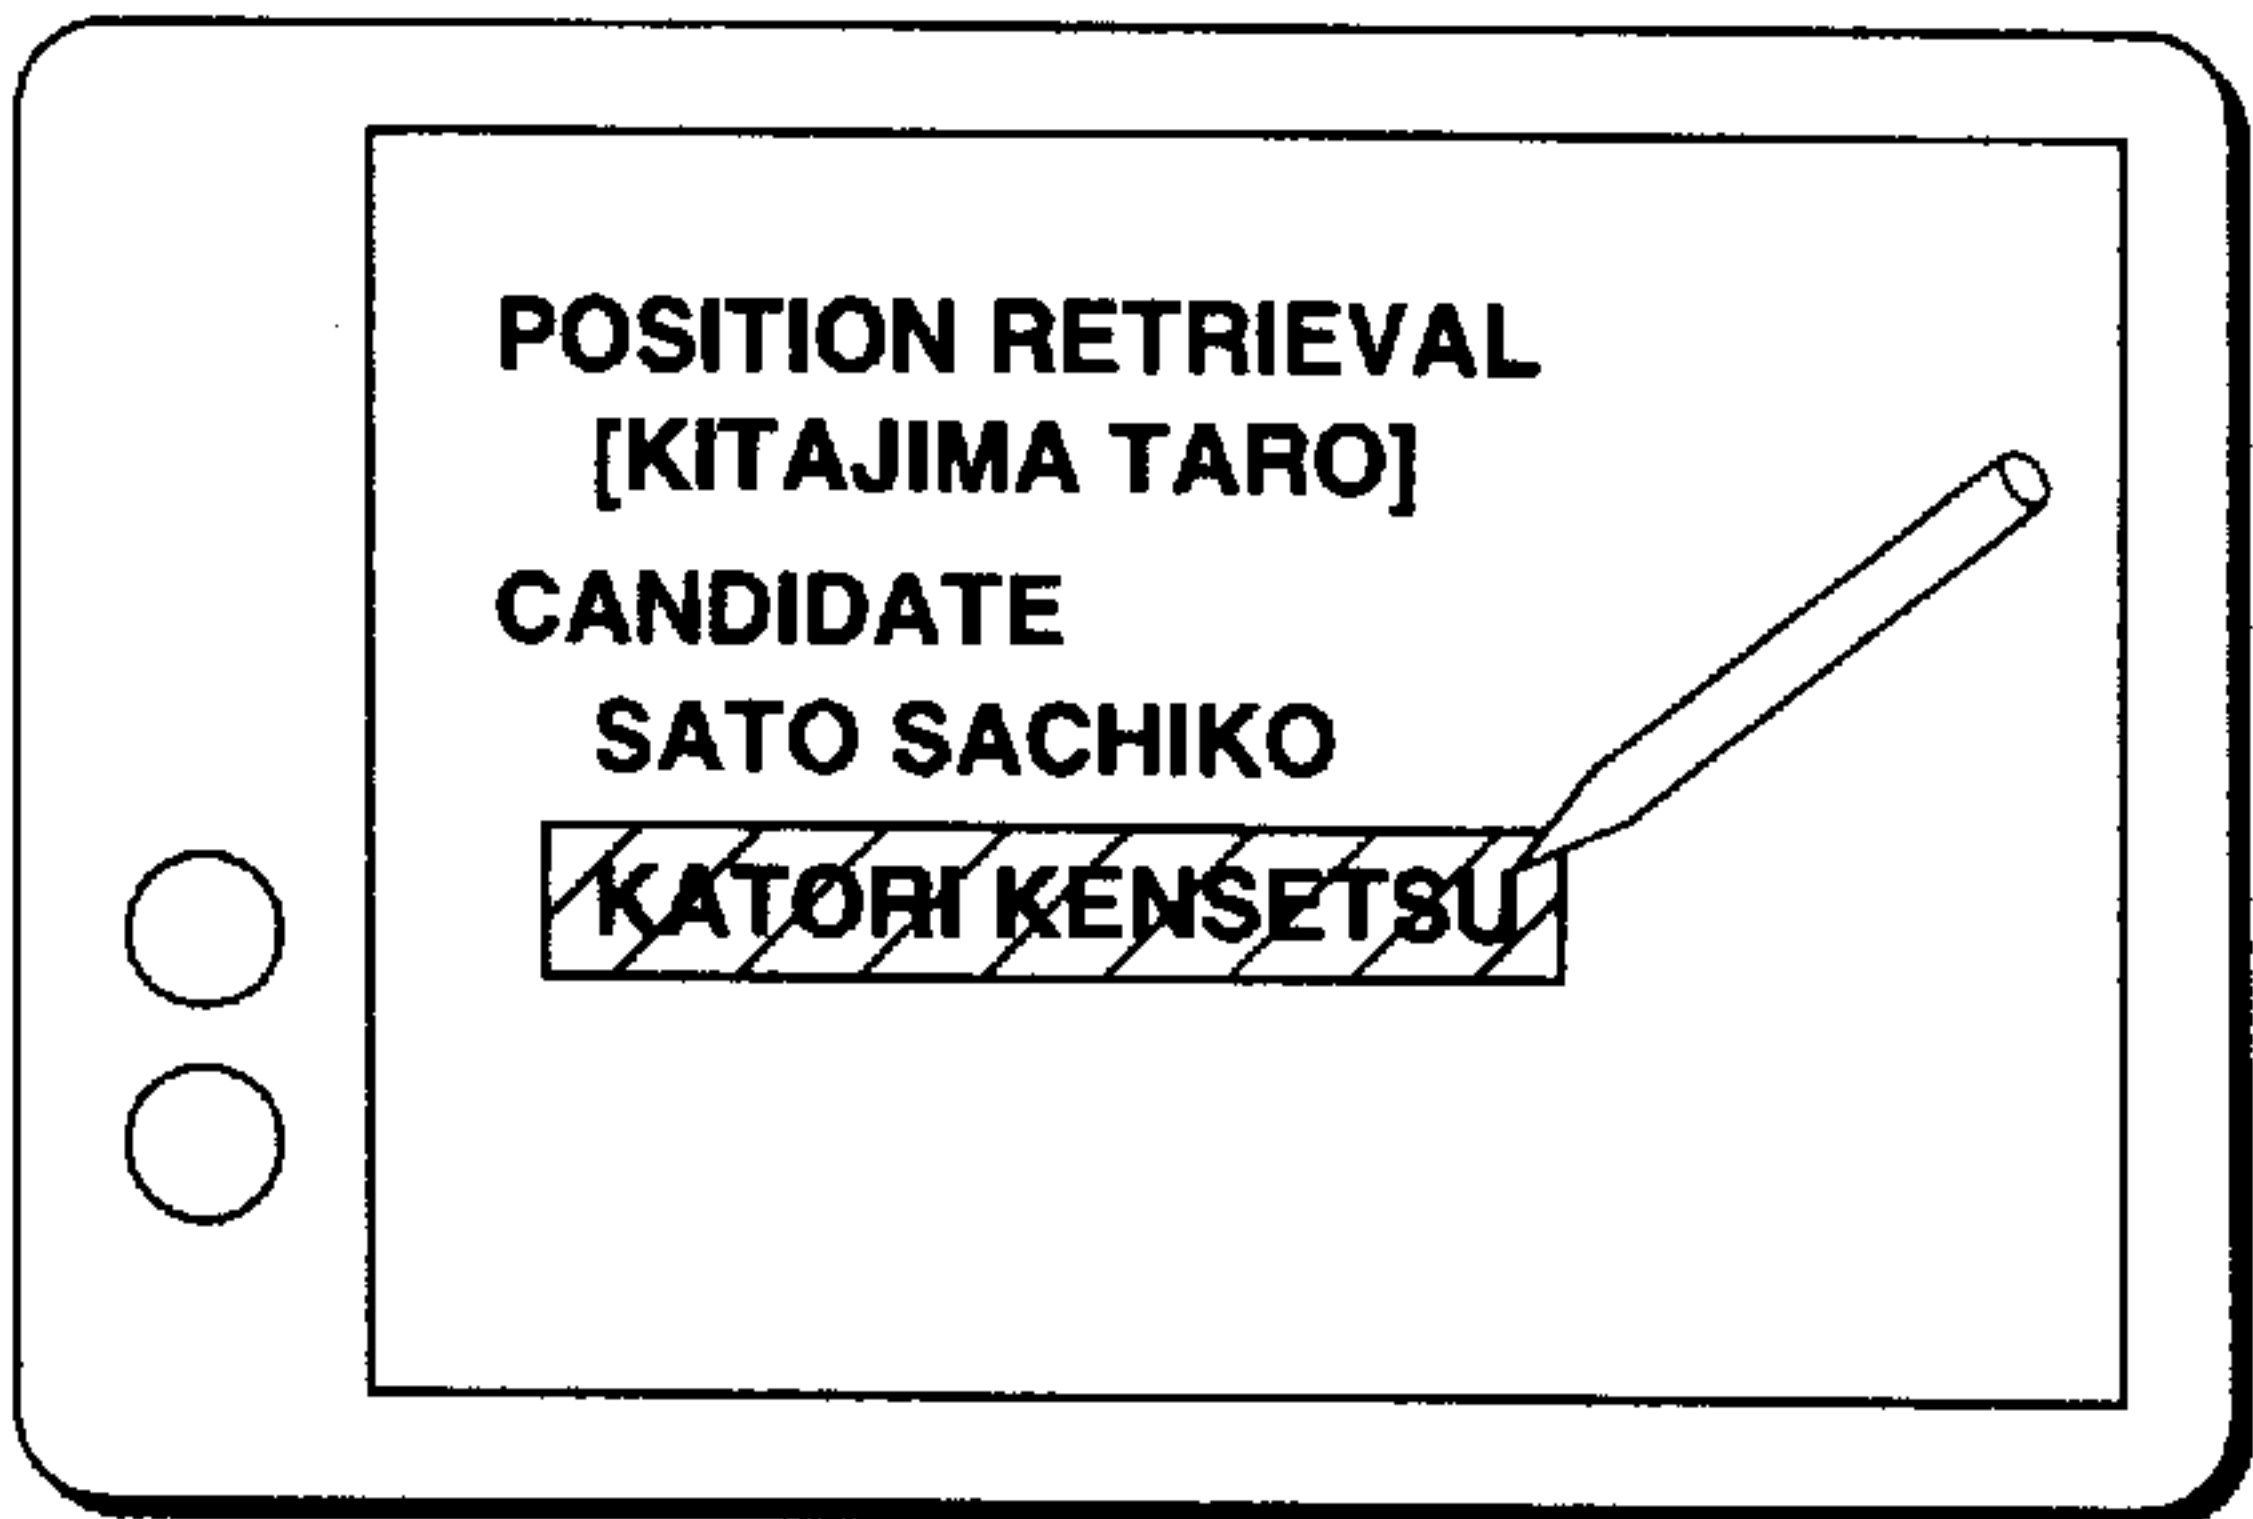 POSITION RETRIEVAL
[KITAJIMA TARO]
CANDIDATE
SATO SACHIKO
KATORI KENSETSU